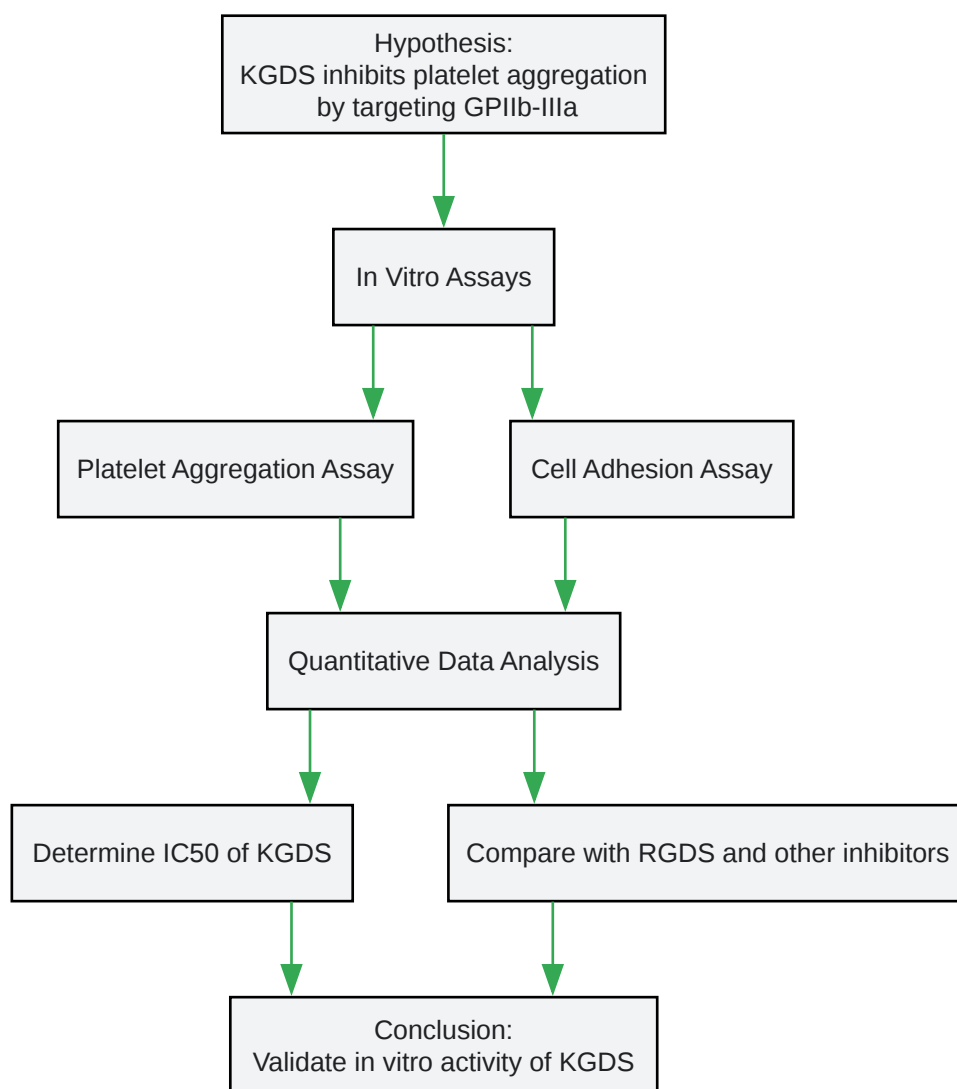 Hypothesis:
KGDS inhibits platelet aggregation
by targeting GPIIb-IIIa
In Vitro Assays
Platelet Aggregation Assay
Cell Adhesion Assay
Quantitative Data Analysis
Determine IC50 of KGDS
Compare with RGDS and other inhibitors
Conclusion:
Validate in vitro activity of KGDS